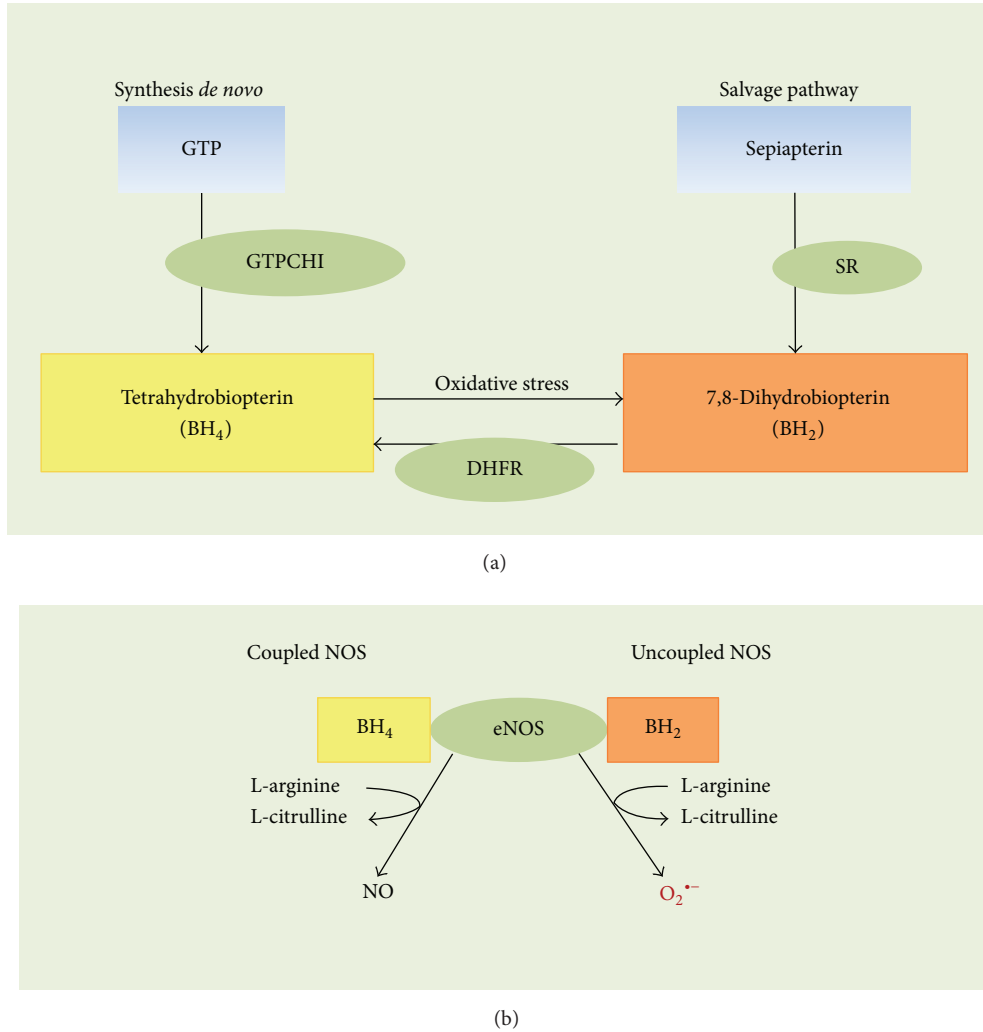 Synthesis de novo
Salvage pathway
GTP
Sepiapterin
GTPCHI
SR
Tetrahydrobiopterin
(BH₄)
Oxidative stress
7,8-Dihydrobiopterin
(BH₂)
DHFR
(a)
Coupled NOS
Uncoupled NOS
BH₄
eNOS
BH₂
L-arginine
L-citrulline
L-arginine
L-citrulline
NO
O₂•−
(b)